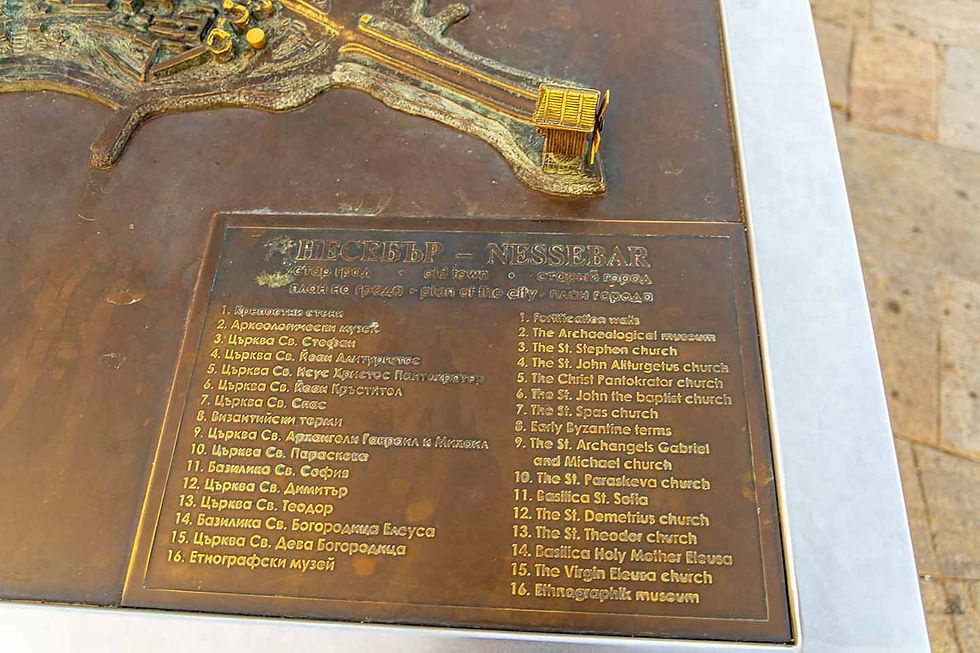 НЕСЕБЪР – NESSEBAR
стар град • old town • старый город
план на града • plan of the city • план города
1. Крепостни стени
2. Археологически музей
3. Църква Св. Стефан
4. Църква Св. Йоан Алитургетос
5. Църква Св. Исус Христос Пантократор
6. Църква Св. Йоан Кръстител
7. Църква Св. Спас
8. Византийски терми
9. Църква Св. Архангели Гавраил и Михаил
10. Църква Св. Параскева
11. Базилика Св. София
12. Църква Св. Димитър
13. Църква Св. Теодор
14. Базилика Св. Богородица Елеуса
15. Църква Св. Дева Богородица
16. Етнографски музей
1. Fortification walls
2. The Archaeological museum
3. The St. Stephen church
4. The St. John Aliturgetus church
5. The Christ Pantokrator church
6. The St. John the baptist church
7. The St. Spas church
8. Early Byzantine terms
9. The St. Archangels Gabriel
and Michael church
10. The St. Paraskeva church
11. Basilica St. Sofia
12. The St. Demetrius church
13. The St. Theodor church
14. Basilica Holy Mother Eleusa
15. The Virgin Eleusa church
16. Ethnographik museum